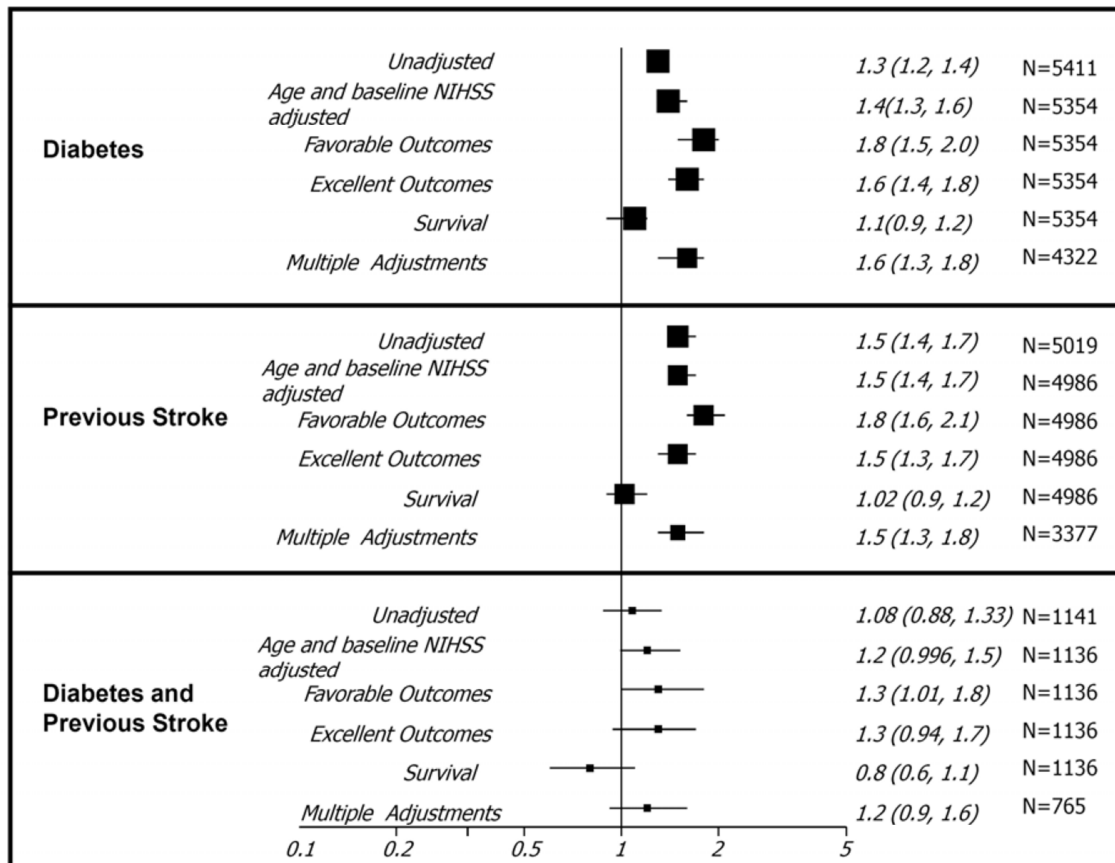 Diabetes
Unadjusted 1.3 (1.2, 1.4) N=5411
Age and baseline NIHSS
adjusted 1.4(1.3, 1.6) N=5354
Favorable Outcomes 1.8 (1.5, 2.0) N=5354
Excellent Outcomes 1.6 (1.4, 1.8) N=5354
Survival 1.1(0.9, 1.2) N=5354
Multiple Adjustments 1.6 (1.3, 1.8) N=4322
Previous Stroke
Unadjusted 1.5 (1.4, 1.7) N=5019
Age and baseline NIHSS
adjusted 1.5 (1.4, 1.7) N=4986
Favorable Outcomes 1.8 (1.6, 2.1) N=4986
Excellent Outcomes 1.5 (1.3, 1.7) N=4986
Survival 1.02 (0.9, 1.2) N=4986
Multiple Adjustments 1.5 (1.3, 1.8) N=3377
Diabetes and
Previous Stroke
Unadjusted 1.08 (0.88, 1.33) N=1141
Age and baseline NIHSS
adjusted 1.2 (0.996, 1.5) N=1136
Favorable Outcomes 1.3 (1.01, 1.8) N=1136
Excellent Outcomes 1.3 (0.94, 1.7) N=1136
Survival 0.8 (0.6, 1.1) N=1136
Multiple Adjustments 1.2 (0.9, 1.6) N=765
0.1 0.2 0.5 1 2 5